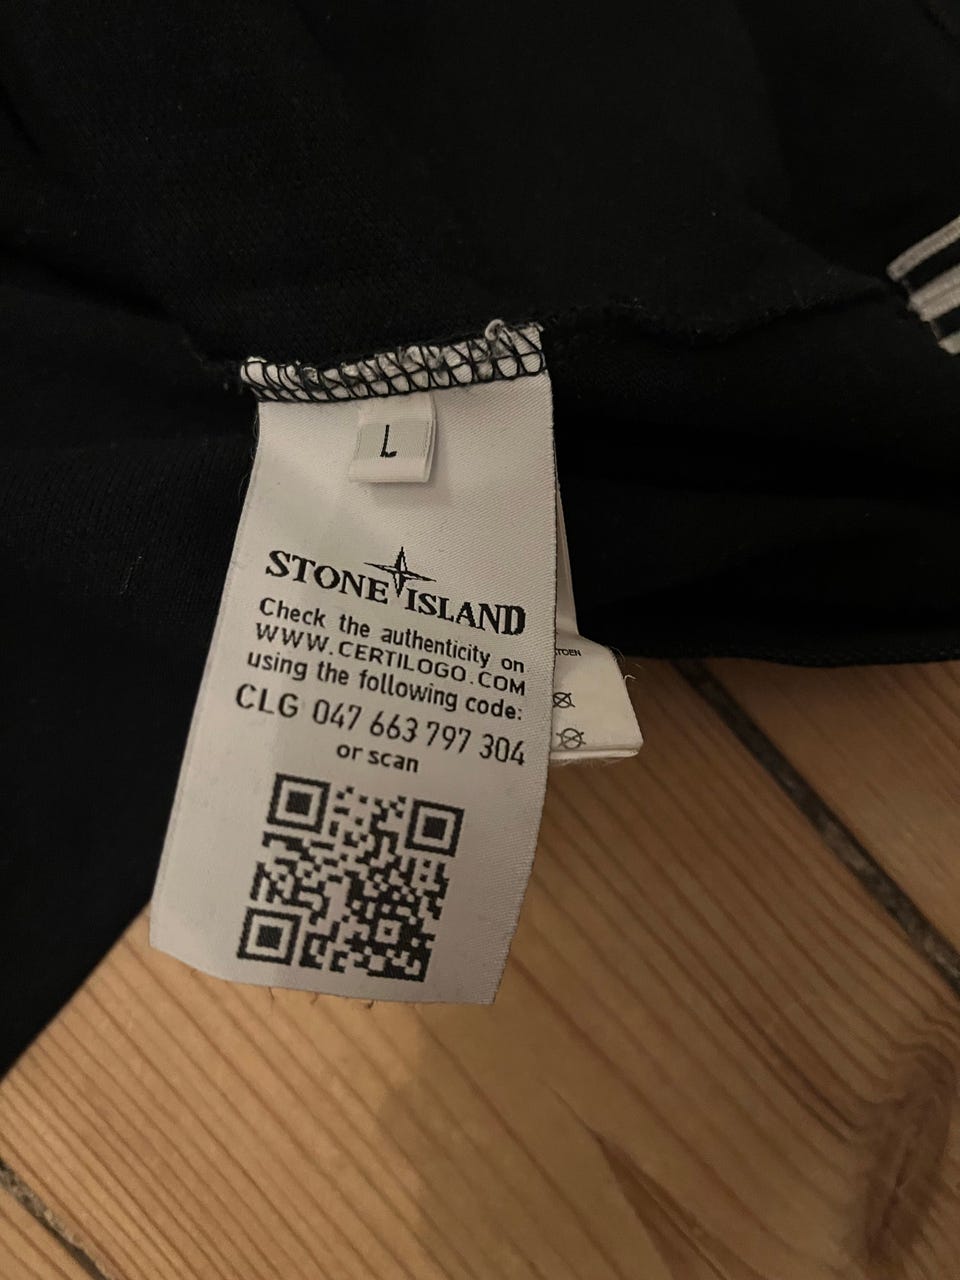 L
STONE ISLAND
Check the authenticity on
WWW.CERTILOGO.COM
using the following code:
CLG 047 663 797 304
or scan